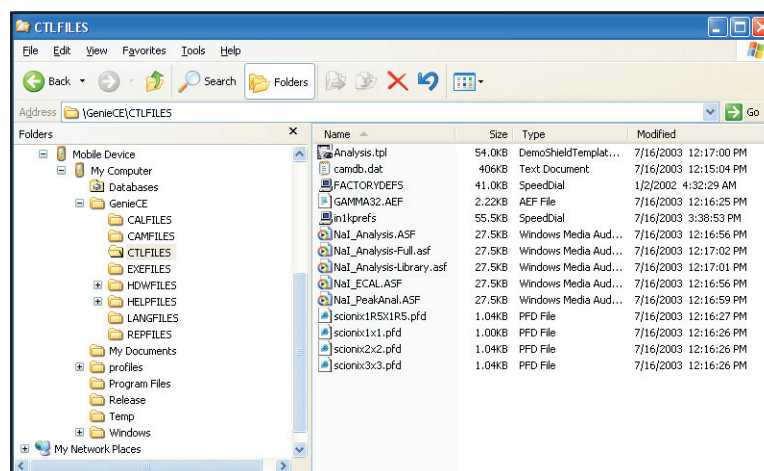 CTLFILES
File Edit View Favorites Tools Help
Back Search Folders
Address \GenieCE\CTLFILES Go
Folders
Mobile Device
My Computer
Databases
GenieCE
CALFILES
CAMFILES
CTLFILES
EXEFILES
HDWFILES
HELPFILES
LANGFILES
REPFILES
My Documents
profiles
Program Files
Release
Temp
Windows
My Network Places
Name Size Type Modified
Analysis.tpl 54.0KB DemoShieldTemplat... 7/16/2003 12:17:00 PM
camdb.dat 406KB Text Document 7/16/2003 12:15:04 PM
FACTORYDEFS 41.0KB SpeedDial 1/2/2002 4:32:29 AM
GAMMA32.AEF 2.22KB AEF File 7/16/2003 12:16:25 PM
in1kprefs 55.5KB SpeedDial 7/16/2003 3:38:53 PM
NaI_Analysis.ASF 27.5KB Windows Media Aud... 7/16/2003 12:16:56 PM
NaI_Analysis-Full.asf 27.5KB Windows Media Aud... 7/16/2003 12:17:02 PM
NaI_Analysis-Library.asf 27.5KB Windows Media Aud... 7/16/2003 12:17:01 PM
NaI_ECAL.ASF 27.5KB Windows Media Aud... 7/16/2003 12:16:56 PM
NaI_PeakAnal.ASF 27.5KB Windows Media Aud... 7/16/2003 12:16:59 PM
scionix1R5X1R5.pfd 1.04KB PFD File 7/16/2003 12:16:27 PM
scionix1x1.pfd 1.00KB PFD File 7/16/2003 12:16:26 PM
scionix2x2.pfd 1.04KB PFD File 7/16/2003 12:16:26 PM
scionix3x3.pfd 1.04KB PFD File 7/16/2003 12:16:26 PM